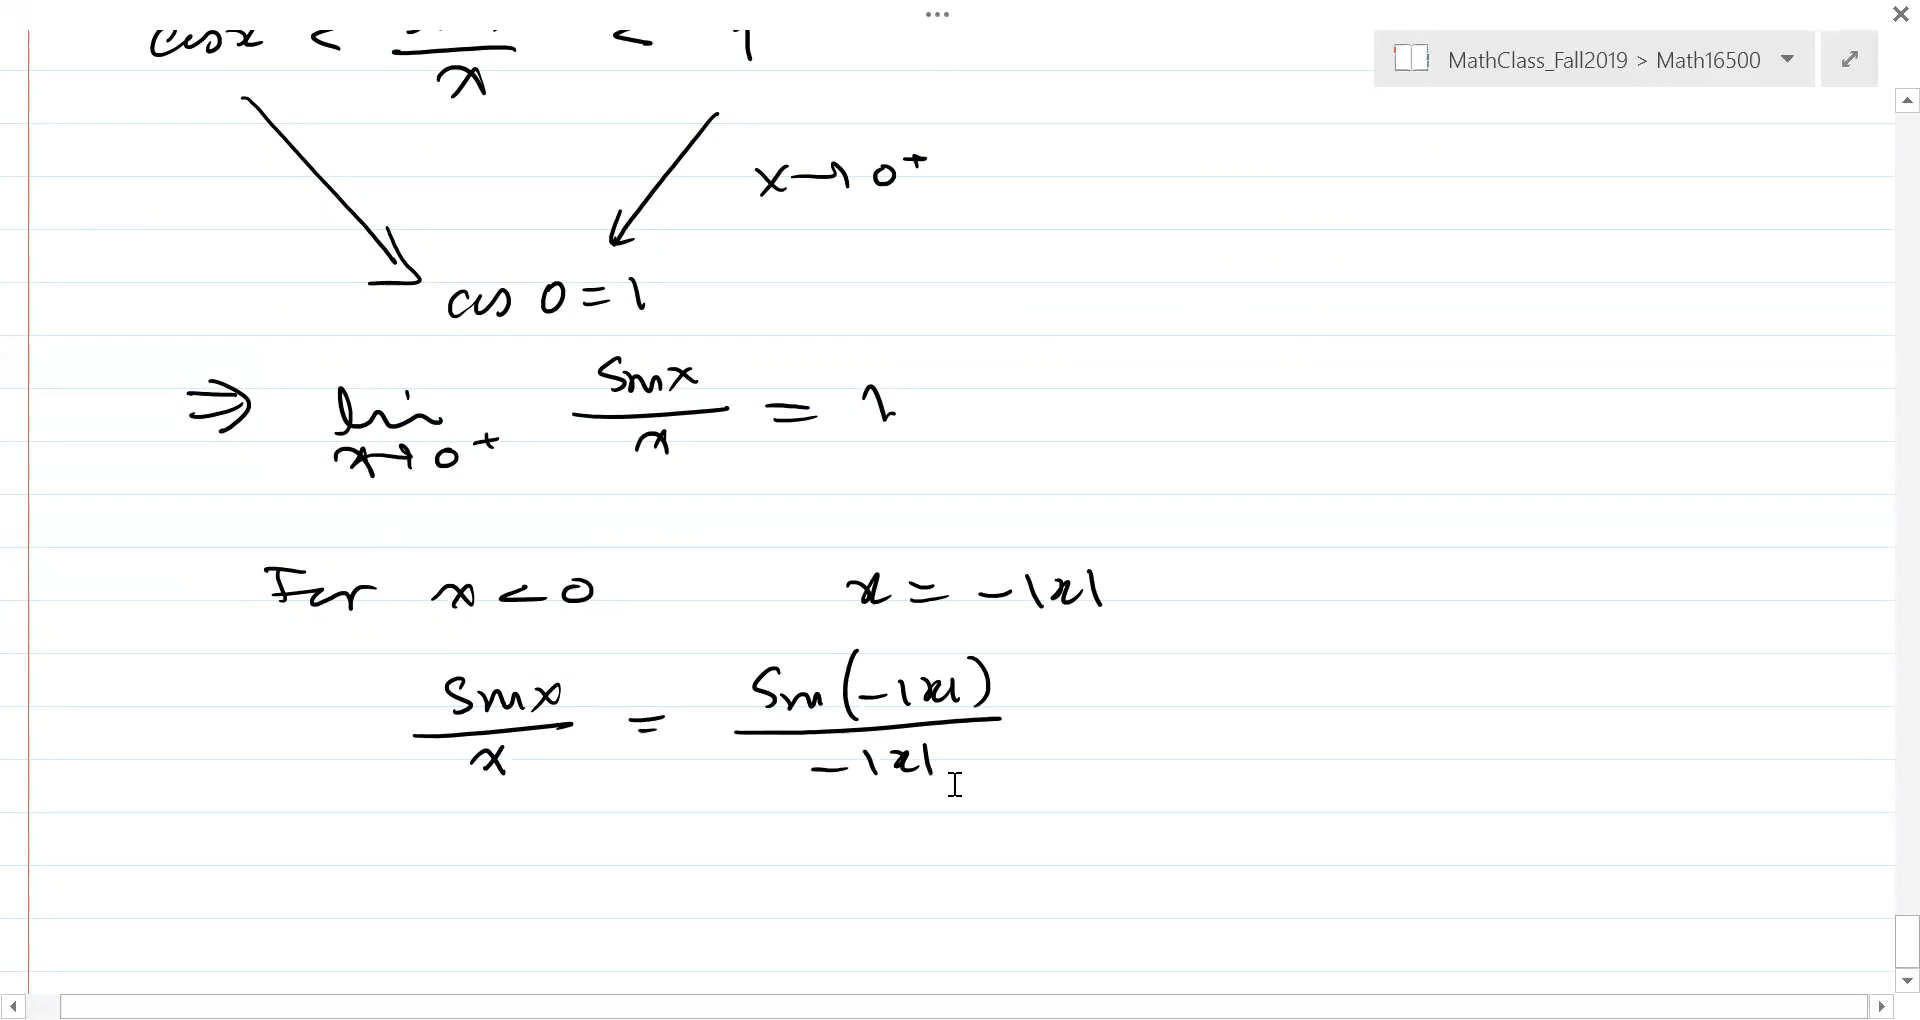 ...
MathClass_Fall2019 > Math16500
cos x < sin x / x < 1
x → 0⁺
cos 0 = 1
⇒ lim x→0⁺ sin x / x = 1
For x < 0 x = -|x|
sin x / x = sin(-|x|) / -|x|